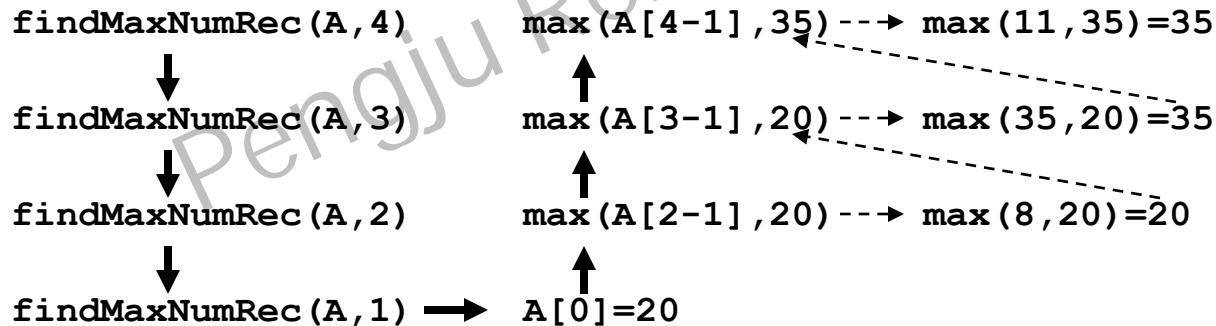 findMaxNumRec(A,4) max(A[4-1],35) max(11,35)=35
findMaxNumRec(A,3) max(A[3-1],20) max(35,20)=35
findMaxNumRec(A,2) max(A[2-1],20) max(8,20)=20
findMaxNumRec(A,1) A[0]=20
Pengju